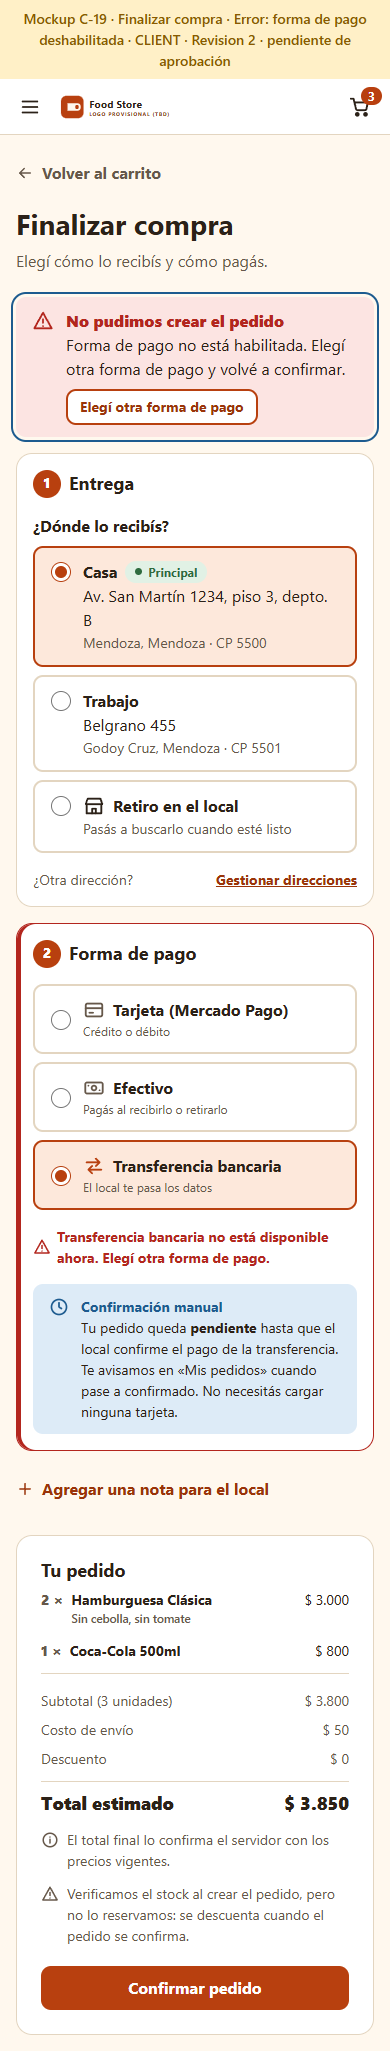 Mockup C-19 · Finalizar compra · Error: forma de pago
deshabilitada · CLIENT · Revision 2 · pendiente de
aprobación
Food Store
LOGO PROVISIONAL (TBD)
3
Volver al carrito
Finalizar compra
Elegí cómo lo recibís y cómo pagás.
No pudimos crear el pedido
Forma de pago no está habilitada. Elegí
otra forma de pago y volvé a confirmar.
Elegí otra forma de pago
1 Entrega
¿Dónde lo recibís?
Casa Principal
Av. San Martín 1234, piso 3, depto.
B
Mendoza, Mendoza · CP 5500
Trabajo
Belgrano 455
Godoy Cruz, Mendoza · CP 5501
Retiro en el local
Pasás a buscarlo cuando esté listo
¿Otra dirección? Gestionar direcciones
2 Forma de pago
Tarjeta (Mercado Pago)
Crédito o débito
Efectivo
Pagás al recibirlo o retirarlo
Transferencia bancaria
El local te pasa los datos
Transferencia bancaria no está disponible
ahora. Elegí otra forma de pago.
Confirmación manual
Tu pedido queda pendiente hasta que el
local confirme el pago de la transferencia.
Te avisamos en «Mis pedidos» cuando
pase a confirmado. No necesitás cargar
ninguna tarjeta.
Agregar una nota para el local
Tu pedido
2 × Hamburguesa Clásica $ 3.000
Sin cebolla, sin tomate
1 × Coca-Cola 500ml $ 800
Subtotal (3 unidades) $ 3.800
Costo de envío $ 50
Descuento $ 0
Total estimado $ 3.850
El total final lo confirma el servidor con los
precios vigentes.
Verificamos el stock al crear el pedido, pero
no lo reservamos: se descuenta cuando el
pedido se confirma.
Confirmar pedido